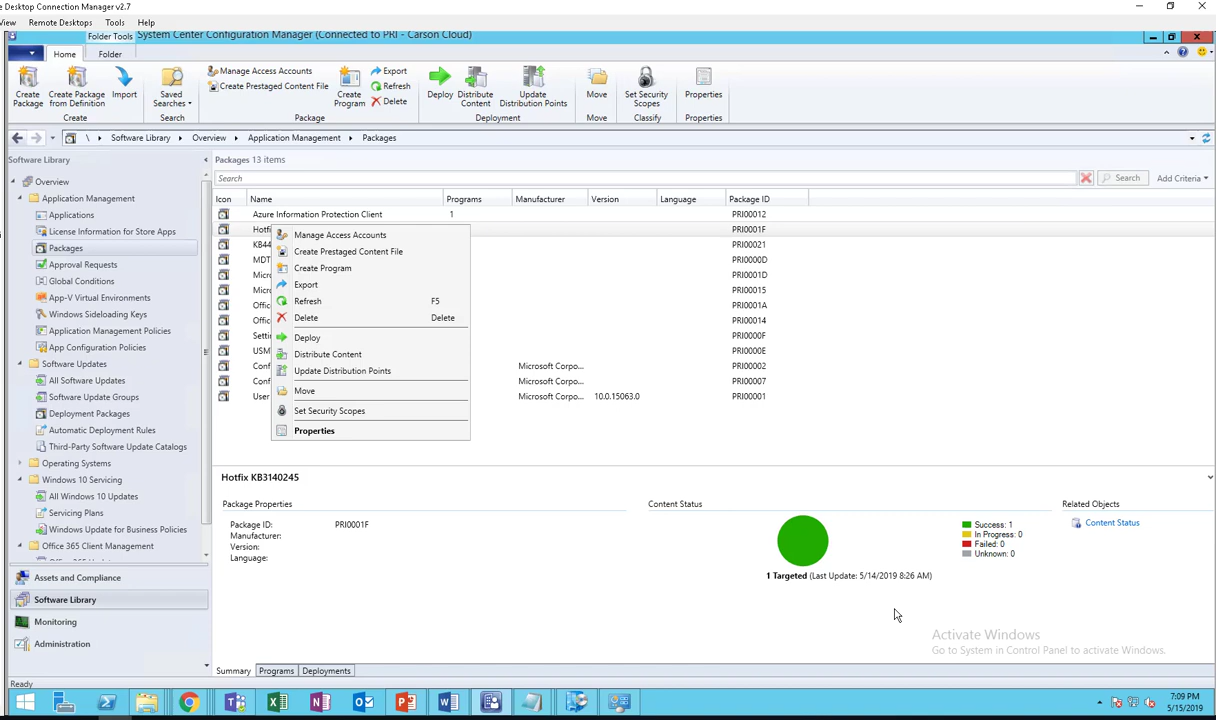 e Desktop Connection Manager v2.7
View Remote Desktops Tools Help
Folder Tools System Center Configuration Manager (Connected to PRI - Carson Cloud)
Home Folder
Create Package
Create Package from Definition
Import
Create
Saved Searches
Search
Manage Access Accounts
Create Prestaged Content File
Create Program
Export
Refresh
Delete
Package
Deploy
Distribute Content
Update Distribution Points
Deployment
Move
Move
Set Security Scopes
Classify
Properties
Properties
\ Software Library Overview Application Management Packages
Software Library
Overview
Application Management
Applications
License Information for Store Apps
Packages
Approval Requests
Global Conditions
App-V Virtual Environments
Windows Sideloading Keys
Application Management Policies
App Configuration Policies
Software Updates
All Software Updates
Software Update Groups
Deployment Packages
Automatic Deployment Rules
Third-Party Software Update Catalogs
Operating Systems
Windows 10 Servicing
All Windows 10 Updates
Servicing Plans
Windows Update for Business Policies
Office 365 Client Management
Assets and Compliance
Software Library
Monitoring
Administration
Ready
Packages 13 items
Search Search Add Criteria
Icon Name Programs Manufacturer Version Language Package ID
Azure Information Protection Client 1 PRI00012
Hotfi PRI0001F
KB44 PRI00021
MDT PRI0000D
Micro PRI0001D
Micro PRI00015
Offic PRI0001A
Offic PRI00014
Setti PRI0000F
USM PRI0000E
Conf Microsoft Corpo... PRI00002
Conf Microsoft Corpo... PRI00007
User Microsoft Corpo... 10.0.15063.0 PRI00001
Manage Access Accounts
Create Prestaged Content File
Create Program
Export
Refresh F5
Delete Delete
Deploy
Distribute Content
Update Distribution Points
Move
Set Security Scopes
Properties
Hotfix KB3140245
Package Properties
Package ID: PRI0001F
Manufacturer:
Version:
Language:
Content Status
Success: 1
In Progress: 0
Failed: 0
Unknown: 0
1 Targeted (Last Update: 5/14/2019 8:26 AM)
Related Objects
Content Status
Activate Windows
Go to System in Control Panel to activate Windows.
Summary Programs Deployments
7:09 PM
5/15/2019